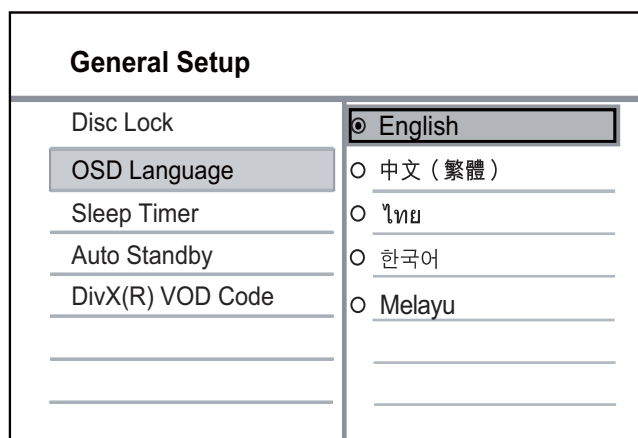 General Setup
Disc Lock
OSD Language
Sleep Timer
Auto Standby
DivX(R) VOD Code
English
中文（繁體）
ไทย
한국어
Melayu